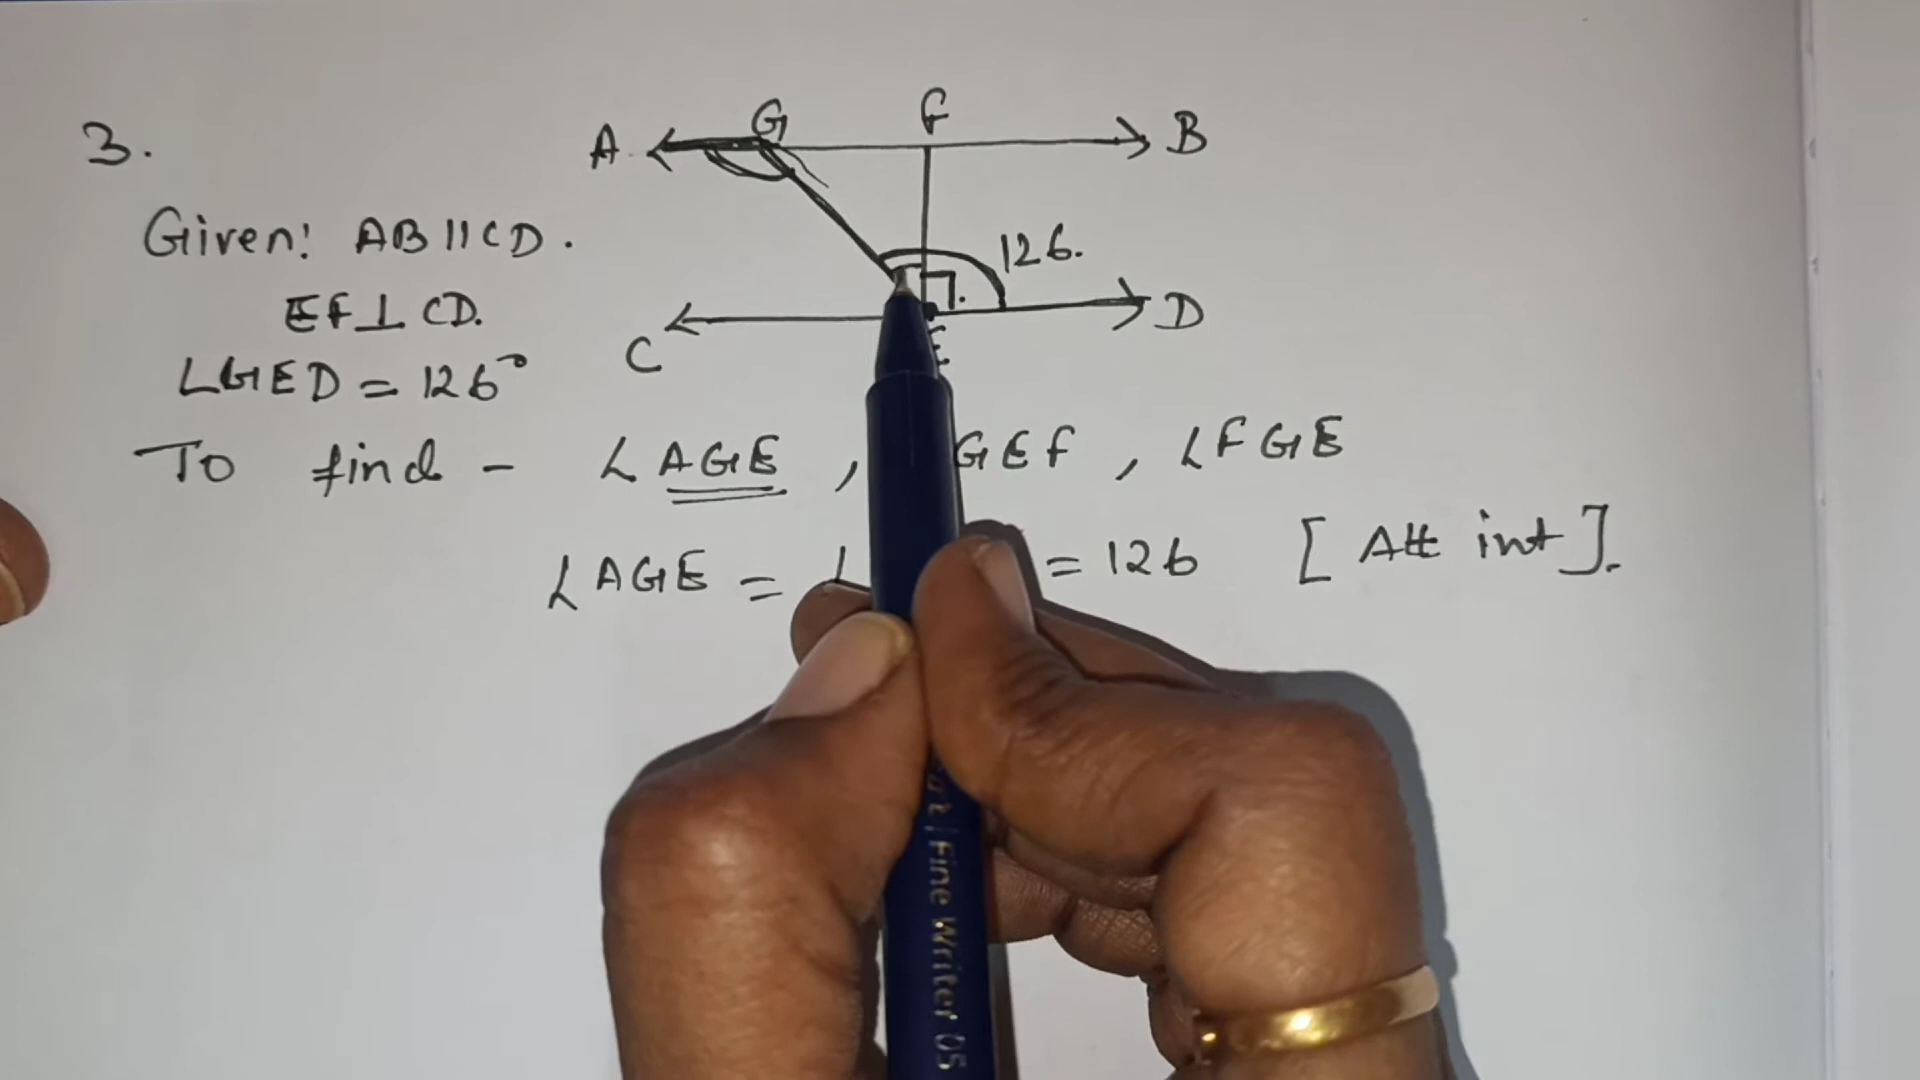 3.
A G F B
Given: AB || CD.
126.
EF ⊥ CD.
C E D
∠GED = 126°
To find - ∠AGE, GEF, ∠FGE
∠AGE = ∠ = 126 [Alt int].
Fine Writer 05